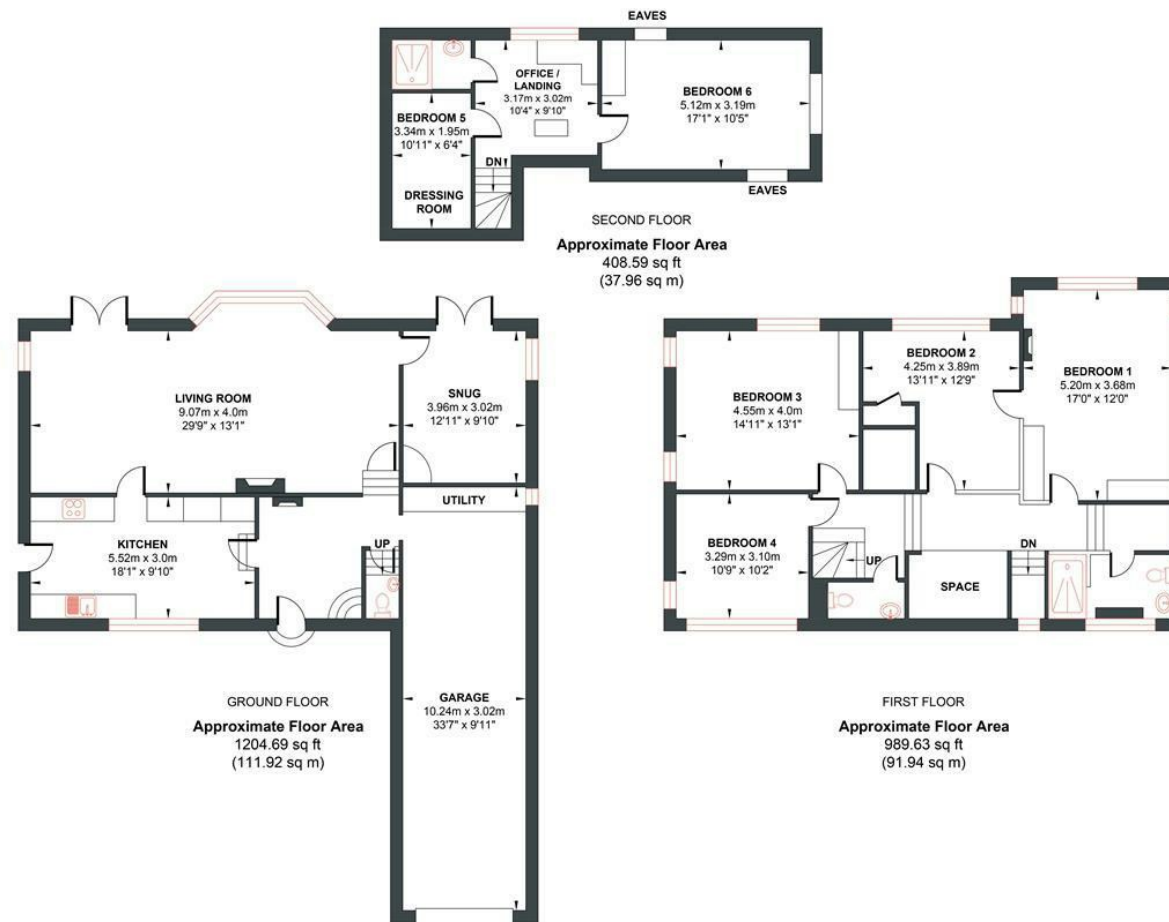 EAVES
OFFICE /
LANDING
3.17m x 3.02m
10'4" x 9'10"
BEDROOM 6
5.12m x 3.19m
17'1" x 10'5"
BEDROOM 5
3.34m x 1.95m
10'11" x 6'4"
DN
DRESSING
ROOM
EAVES
SECOND FLOOR
Approximate Floor Area
408.59 sq ft
(37.96 sq m)
LIVING ROOM
9.07m x 4.0m
29'9" x 13'1"
SNUG
3.96m x 3.02m
12'11" x 9'10"
UTILITY
KITCHEN
5.52m x 3.0m
18'1" x 9'10"
UP
GARAGE
10.24m x 3.02m
33'7" x 9'11"
GROUND FLOOR
Approximate Floor Area
1204.69 sq ft
(111.92 sq m)
BEDROOM 3
4.55m x 4.0m
14'11" x 13'1"
BEDROOM 2
4.25m x 3.89m
13'11" x 12'9"
BEDROOM 1
5.20m x 3.68m
17'0" x 12'0"
BEDROOM 4
3.29m x 3.10m
10'9" x 10'2"
UP
SPACE
DN
FIRST FLOOR
Approximate Floor Area
989.63 sq ft
(91.94 sq m)